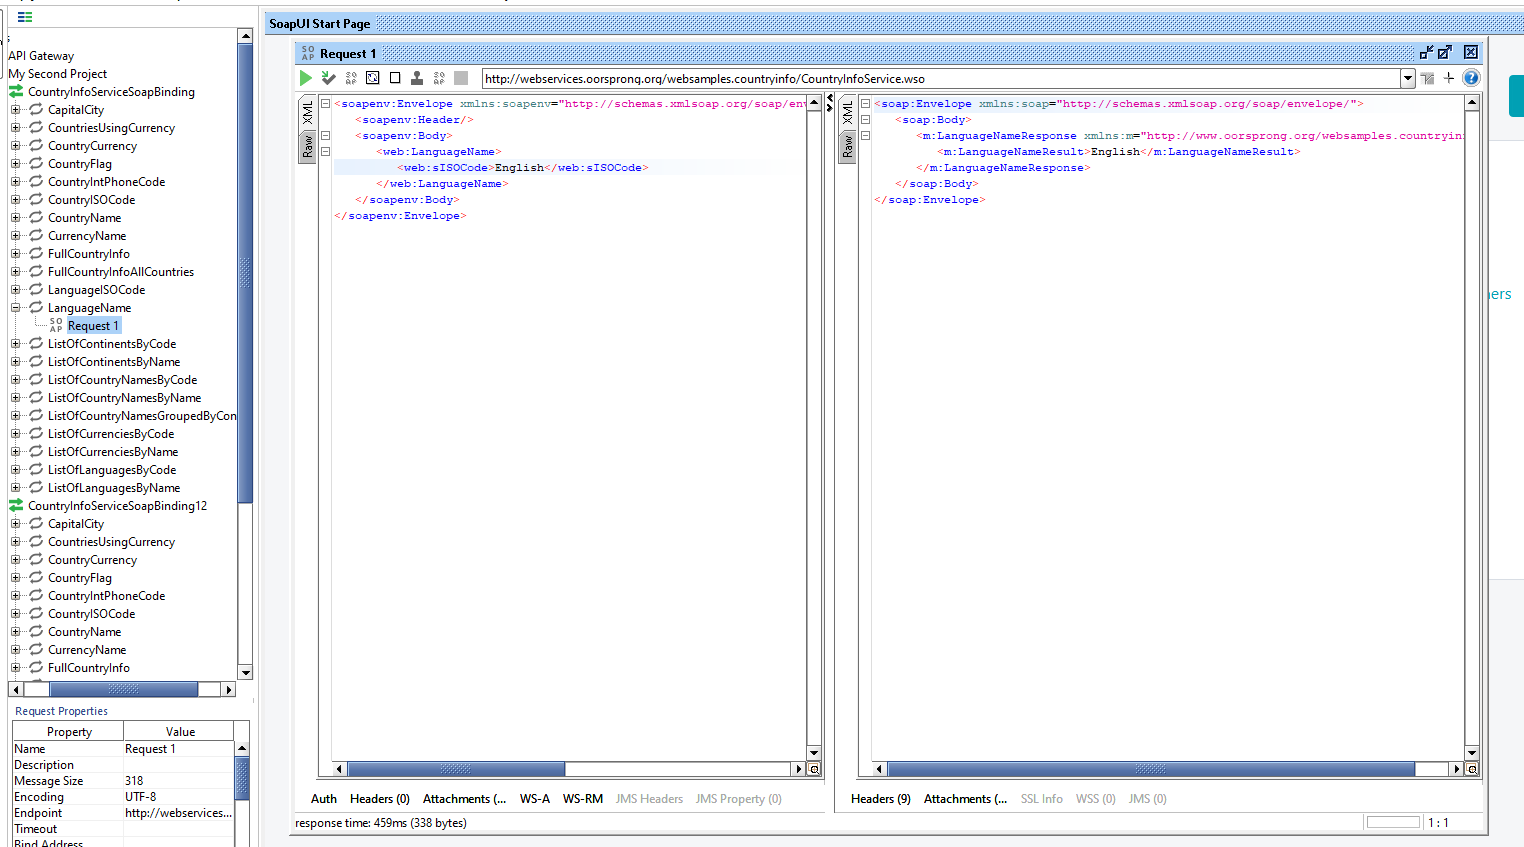 SoapUI Start Page
API Gateway
My Second Project
CountryInfoServiceSoapBinding
CapitalCity
CountriesUsingCurrency
CountryCurrency
CountryFlag
CountryIntPhoneCode
CountryISOCode
CountryName
CurrencyName
FullCountryInfo
FullCountryInfoAllCountries
LanguageISOCode
LanguageName
SOAP Request 1
ListOfContinentsByCode
ListOfContinentsByName
ListOfCountryNamesByCode
ListOfCountryNamesByName
ListOfCountryNamesGroupedByCon
ListOfCurrenciesByCode
ListOfCurrenciesByName
ListOfLanguagesByCode
ListOfLanguagesByName
CountryInfoServiceSoapBinding12
CapitalCity
CountriesUsingCurrency
CountryCurrency
CountryFlag
CountryIntPhoneCode
CountryISOCode
CountryName
CurrencyName
FullCountryInfo
Request Properties
Property Value
Name Request 1
Description
Message Size 318
Encoding UTF-8
Endpoint http://webservices...
Timeout
Bind Address
SOAP Request 1
http://webservices.oorsprong.org/websamples.countryinfo/CountryInfoService.wso
XML
Raw
<soapenv:Envelope xmlns:soapenv="http://schemas.xmlsoap.org/soap/env
<soapenv:Header/>
<soapenv:Body>
<web:LanguageName>
<web:sISOCode>English</web:sISOCode>
</web:LanguageName>
</soapenv:Body>
</soapenv:Envelope>
Auth Headers (0) Attachments (... WS-A WS-RM JMS Headers JMS Property (0)
XML
Raw
<soap:Envelope xmlns:soap="http://schemas.xmlsoap.org/soap/envelope/">
<soap:Body>
<m:LanguageNameResponse xmlns:m="http://www.oorsprong.org/websamples.countryin
<m:LanguageNameResult>English</m:LanguageNameResult>
</m:LanguageNameResponse>
</soap:Body>
</soap:Envelope>
Headers (9) Attachments (... SSL Info WSS (0) JMS (0)
response time: 459ms (338 bytes)
1 : 1
ners